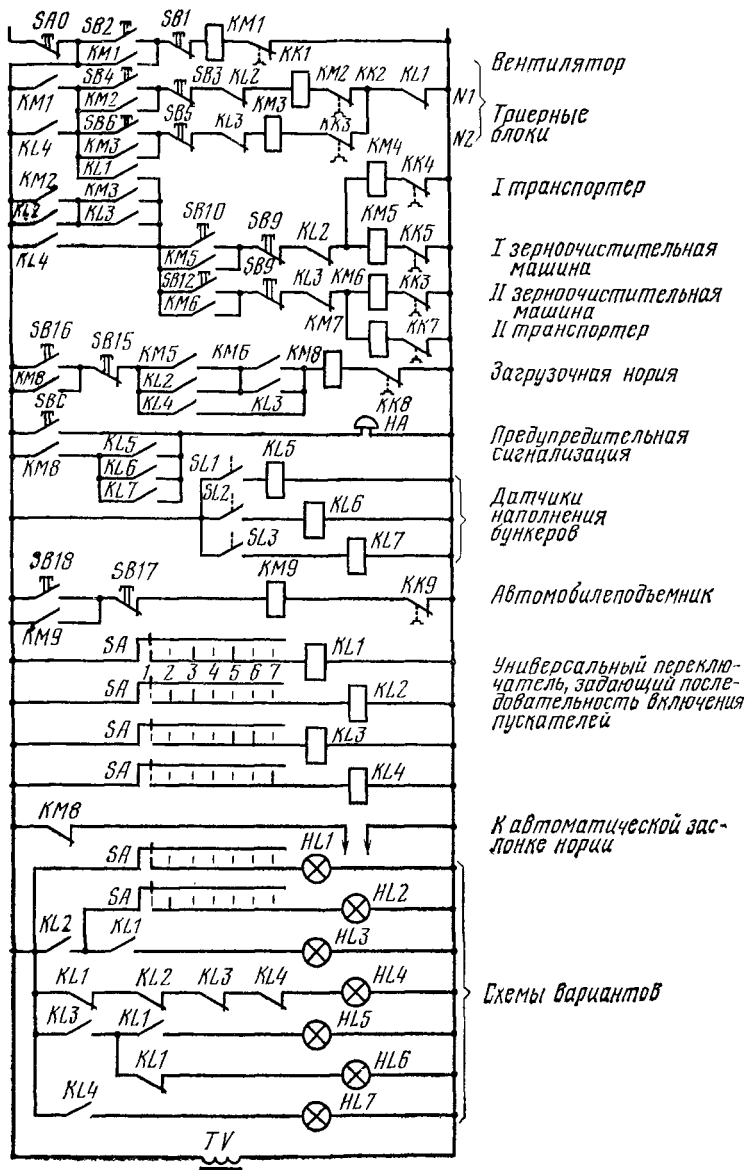 SA0 SB2 SB1 KM1
KM1 KK1
Вентилятор
SB4 SB3 KL2 KM2 KK2 KL1
KM1 KM2 KM3 N1
SB6 SB5 Триерные
блоки
KL4 KM3 KL3 KK3 N2
KL1 KM4 KK4
KM2 KM3 I транспортер
KL2 KL3 SB10 SB9 KL2 KM5
KL4 KM5 KK5 I зерноочистительная
машина
SB12 SB9 KL3 KM6 KK3
KM6 KM7 II зерноочистительная
машина
KK7 II транспортер
SB16 SB15 KM5 KM6 KM8
KM8 KL2 Загрузочная нория
SBC KL4 KL3 KK8
HA
KM8 KL5 Предупредительная
сигнализация
KL6 SL1 KL5
KL7 SL2 KL6 Датчики
наполнения
бункеров
SL3 KL7
SB18 SB17 KM9 KK9
Автомобилеподъемник
KM9
SA KL1
1 2 3 4 5 6 7
Универсальный переклю-
чатель, задающий после-
довательность включения
пускателей
SA KL2
SA KL3
SA KL4
KM8
К автоматической зас-
лонке нории
SA HL1
SA HL2
KL2 KL1 HL3
KL1 KL2 KL3 KL4 HL4
Схемы вариантов
KL3 KL1 HL5
KL1 HL6
KL4 HL7
TV